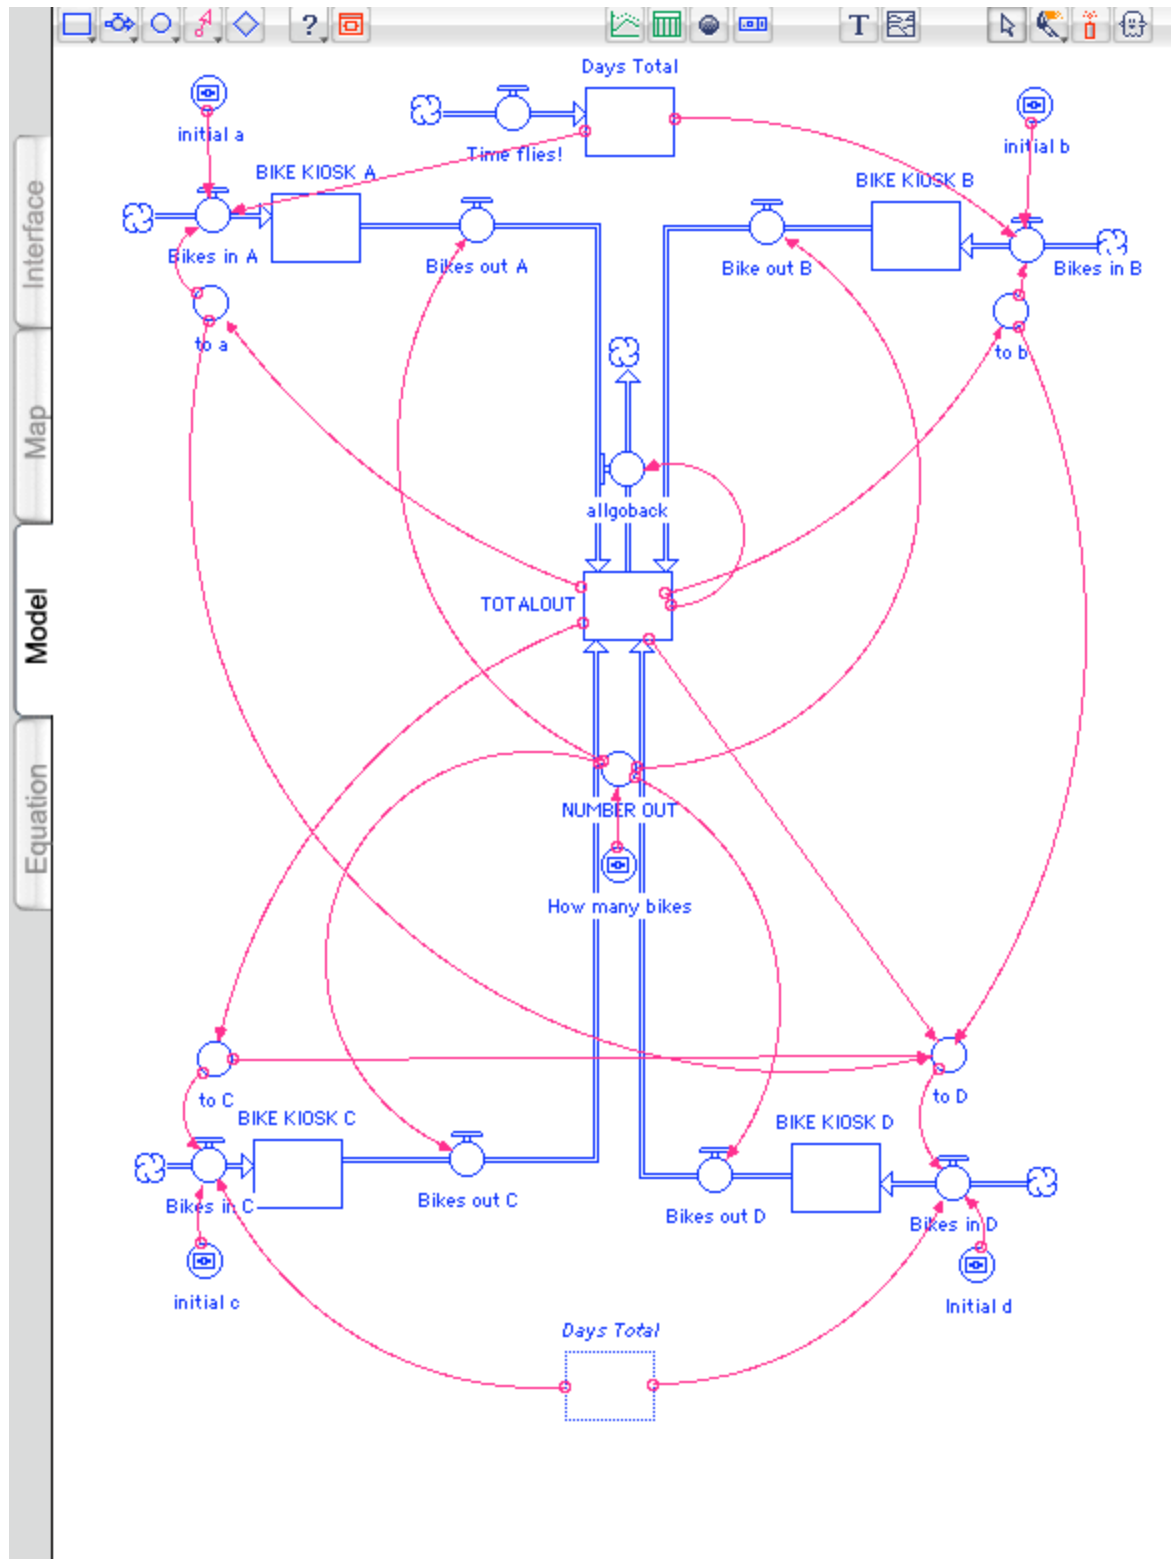 ?
T
Interface
Map
Model
Equation
Days Total
initial a
initial b
Time flies!
BIKE KIOSK A
BIKE KIOSK B
Bikes in A
Bikes out A
Bike out B
Bikes in B
to a
to b
allgoback
TOTALOUT
NUMBER OUT
How many bikes
to C
to D
BIKE KIOSK C
BIKE KIOSK D
Bikes in C
Bikes out C
Bikes out D
Bikes in D
initial c
Initial d
Days Total